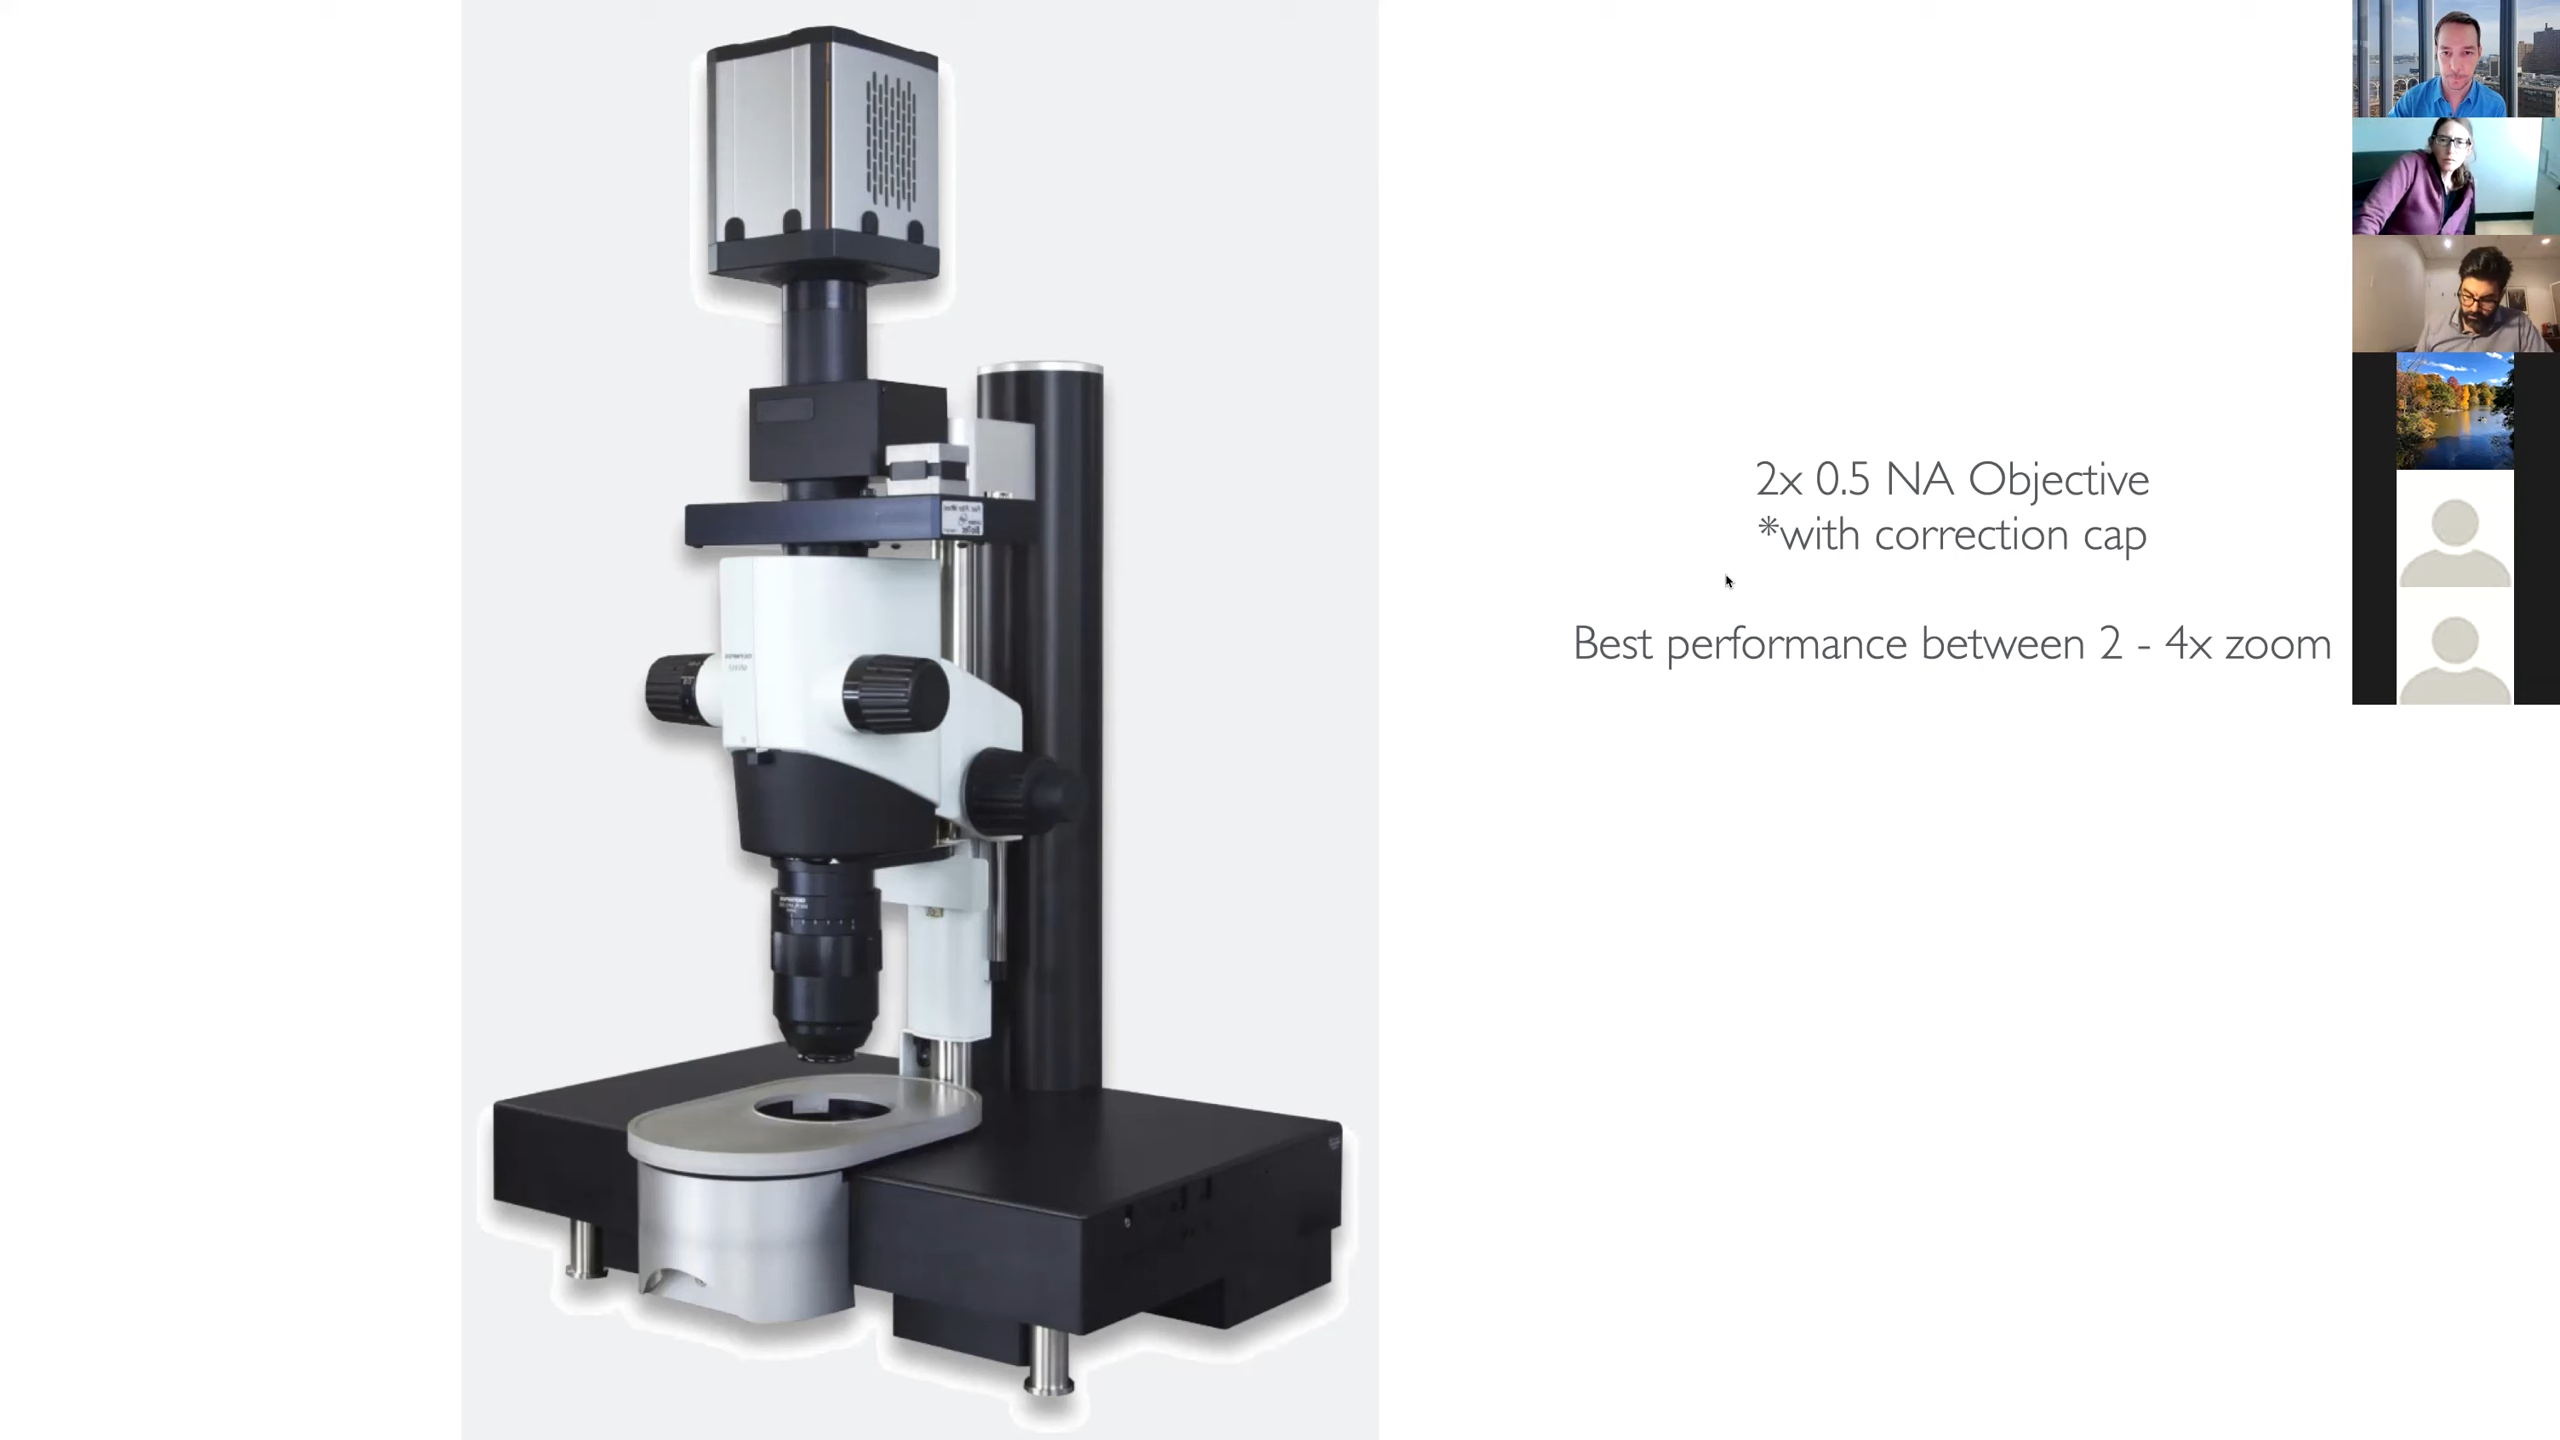 2x 0.5 NA Objective
*with correction cap
Best performance between 2 - 4x zoom